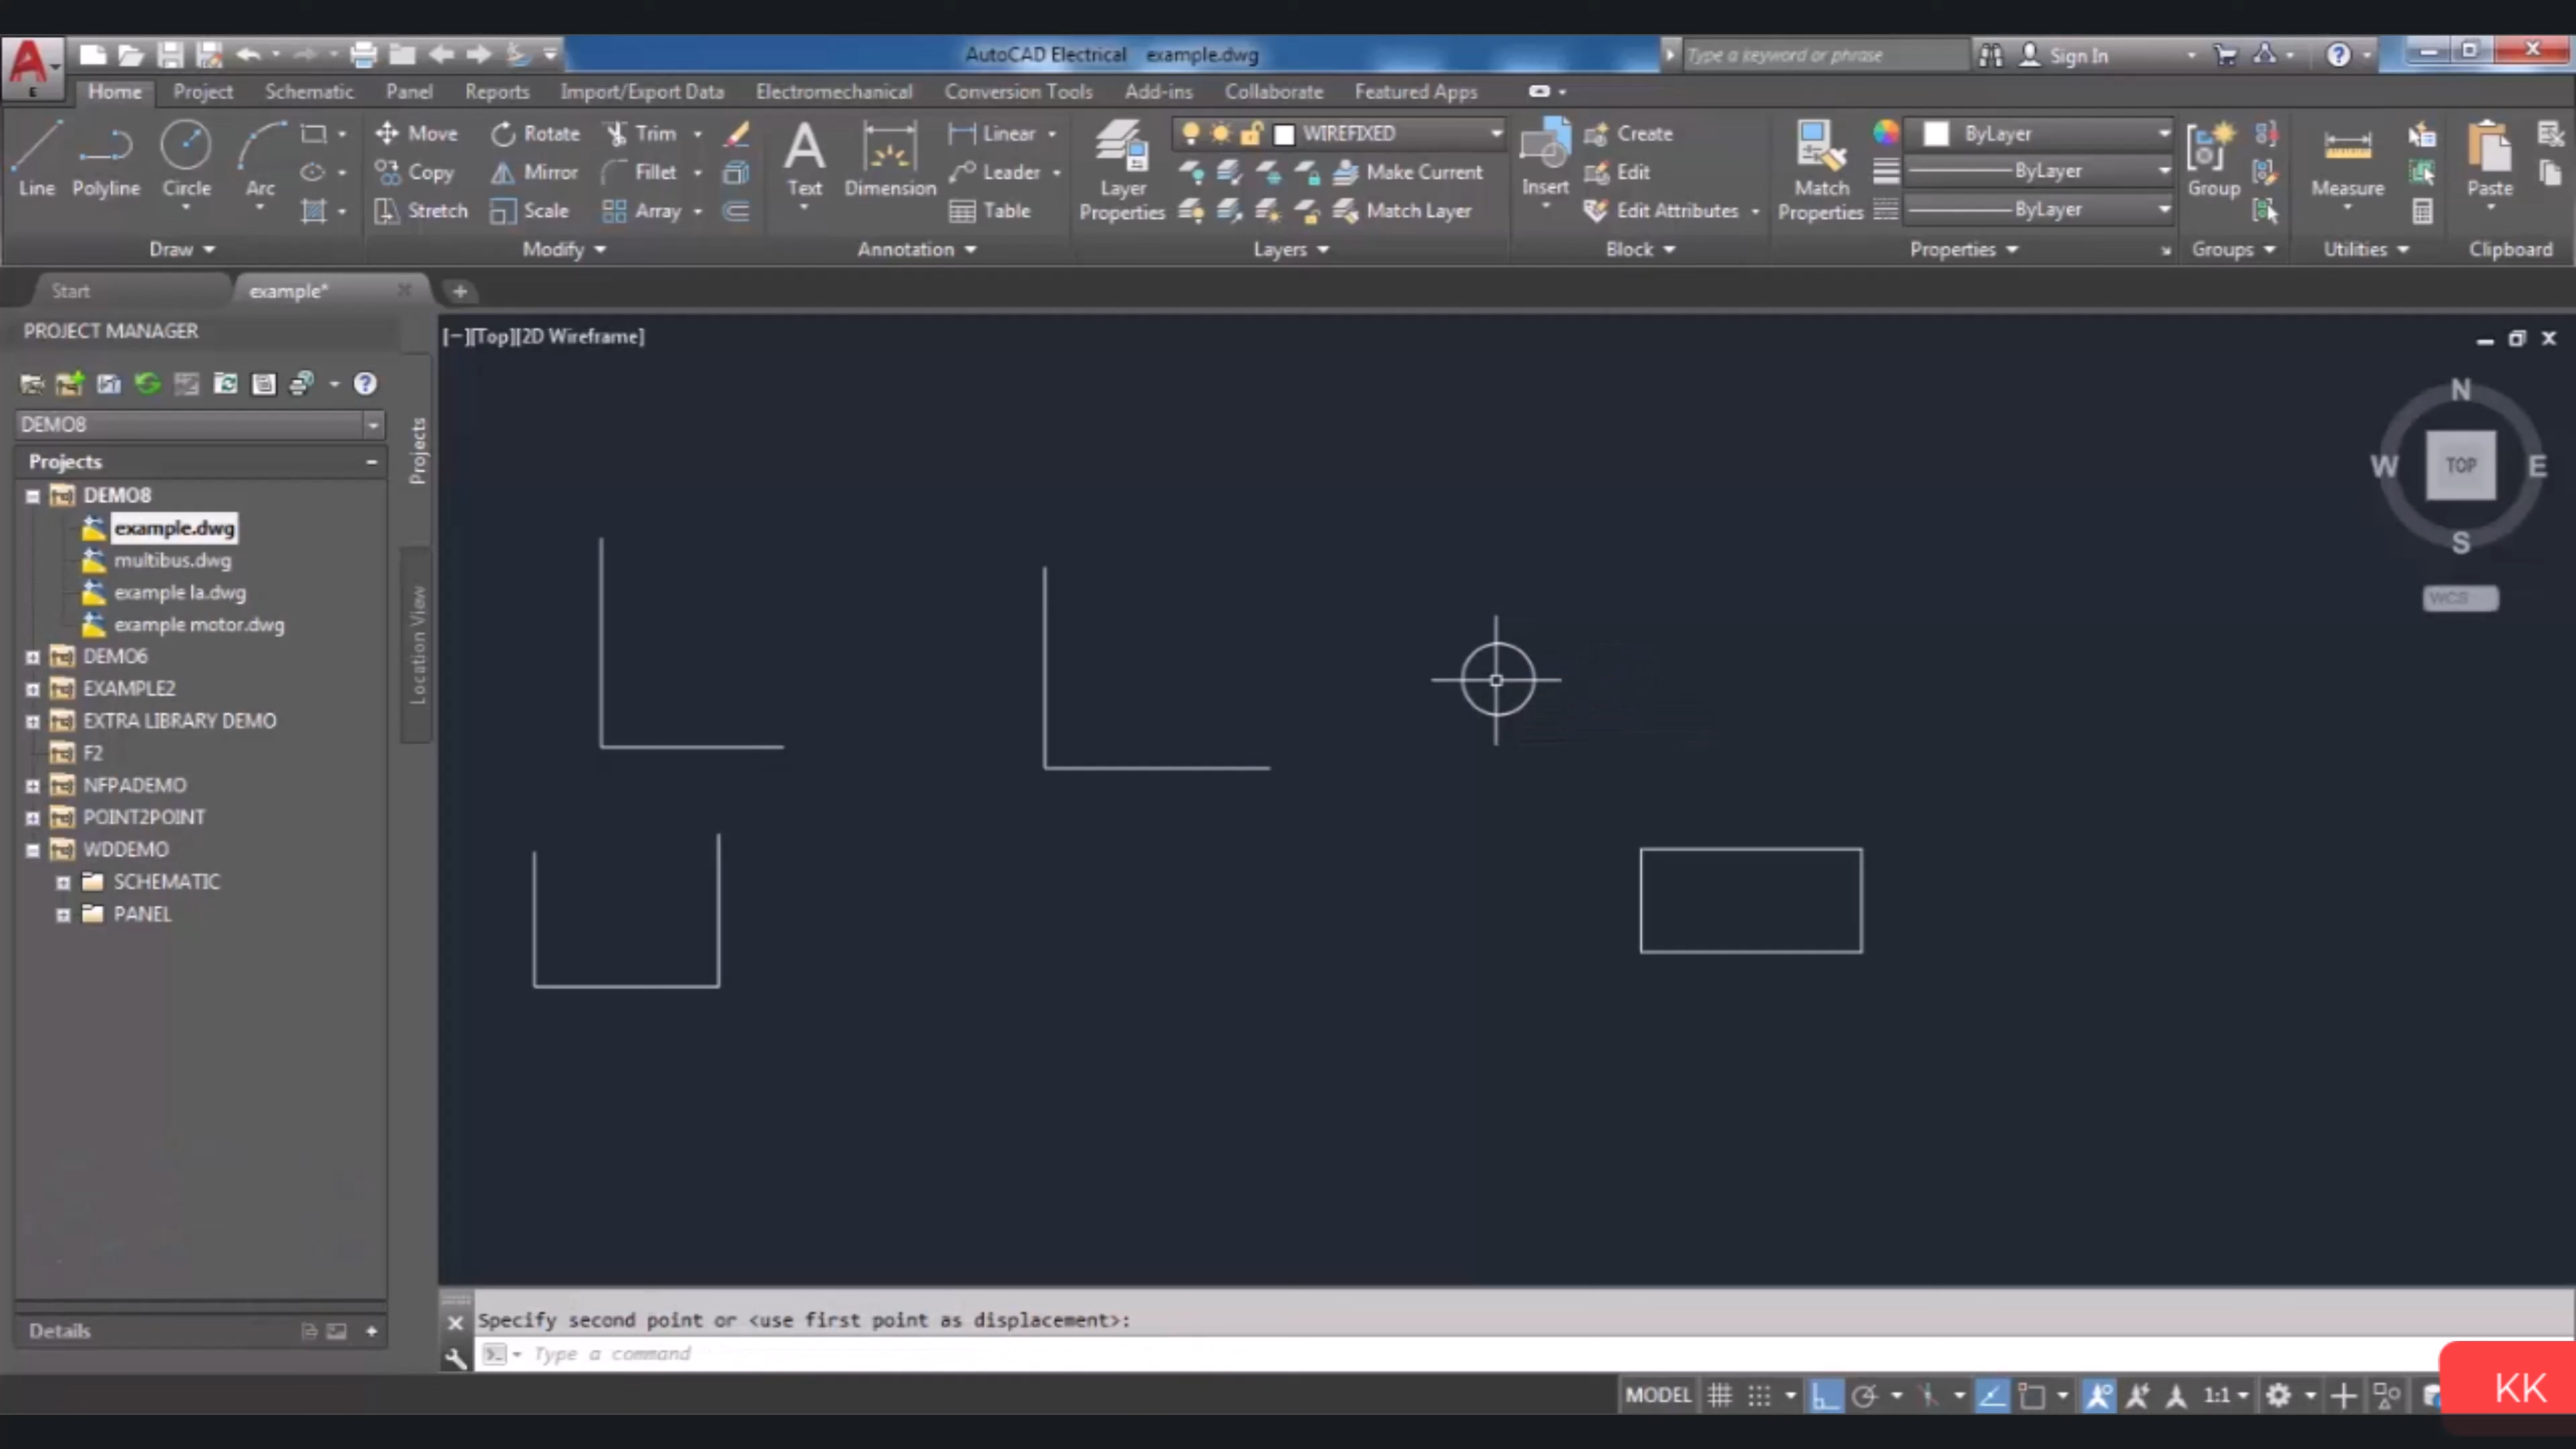 AutoCAD Electrical example.dwg
Type a keyword or phrase
Sign In
E
Home Project Schematic Panel Reports Import/Export Data Electromechanical Conversion Tools Add-ins Collaborate Featured Apps
Line Polyline Circle Arc
Draw
Move Rotate Trim
Copy Mirror Fillet
Stretch Scale Array
Modify
Text Dimension
Linear
Leader
Table
Annotation
Layer Properties
WIREFIXED
Make Current
Match Layer
Layers
Insert
Create
Edit
Edit Attributes
Block
Match Properties
ByLayer
ByLayer
ByLayer
Properties
Group
Groups
Measure
Utilities
Paste
Clipboard
Start example*
PROJECT MANAGER
DEMO8
Projects
DEMO8
example.dwg
multibus.dwg
example la.dwg
example motor.dwg
DEMO6
EXAMPLE2
EXTRA LIBRARY DEMO
F2
NFPADEMO
POINT2POINT
WDDEMO
SCHEMATIC
PANEL
Details
Projects
Location View
[−][Top][2D Wireframe]
N
W TOP E
S
WCS
Specify second point or <use first point as displacement>:
Type a command
MODEL 1:1
KK